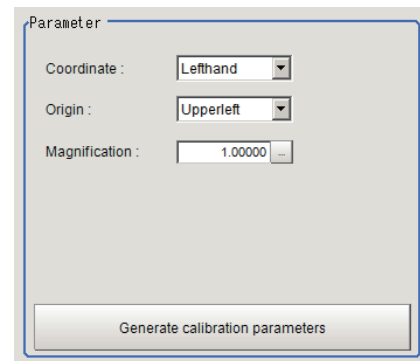 Parameter
Coordinate : Lefthand
Origin : Upperleft
Magnification : 1.00000 ...
Generate calibration parameters